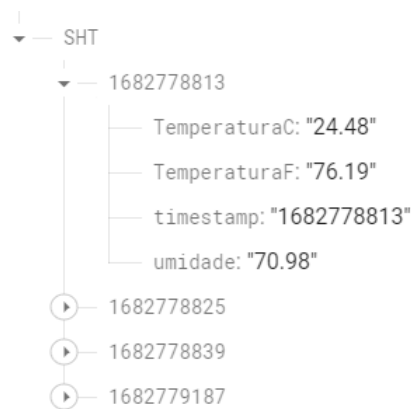 SHT
1682778813
TemperaturaC: "24.48"
TemperaturaF: "76.19"
timestamp: "1682778813"
umidade: "70.98"
1682778825
1682778839
1682779187